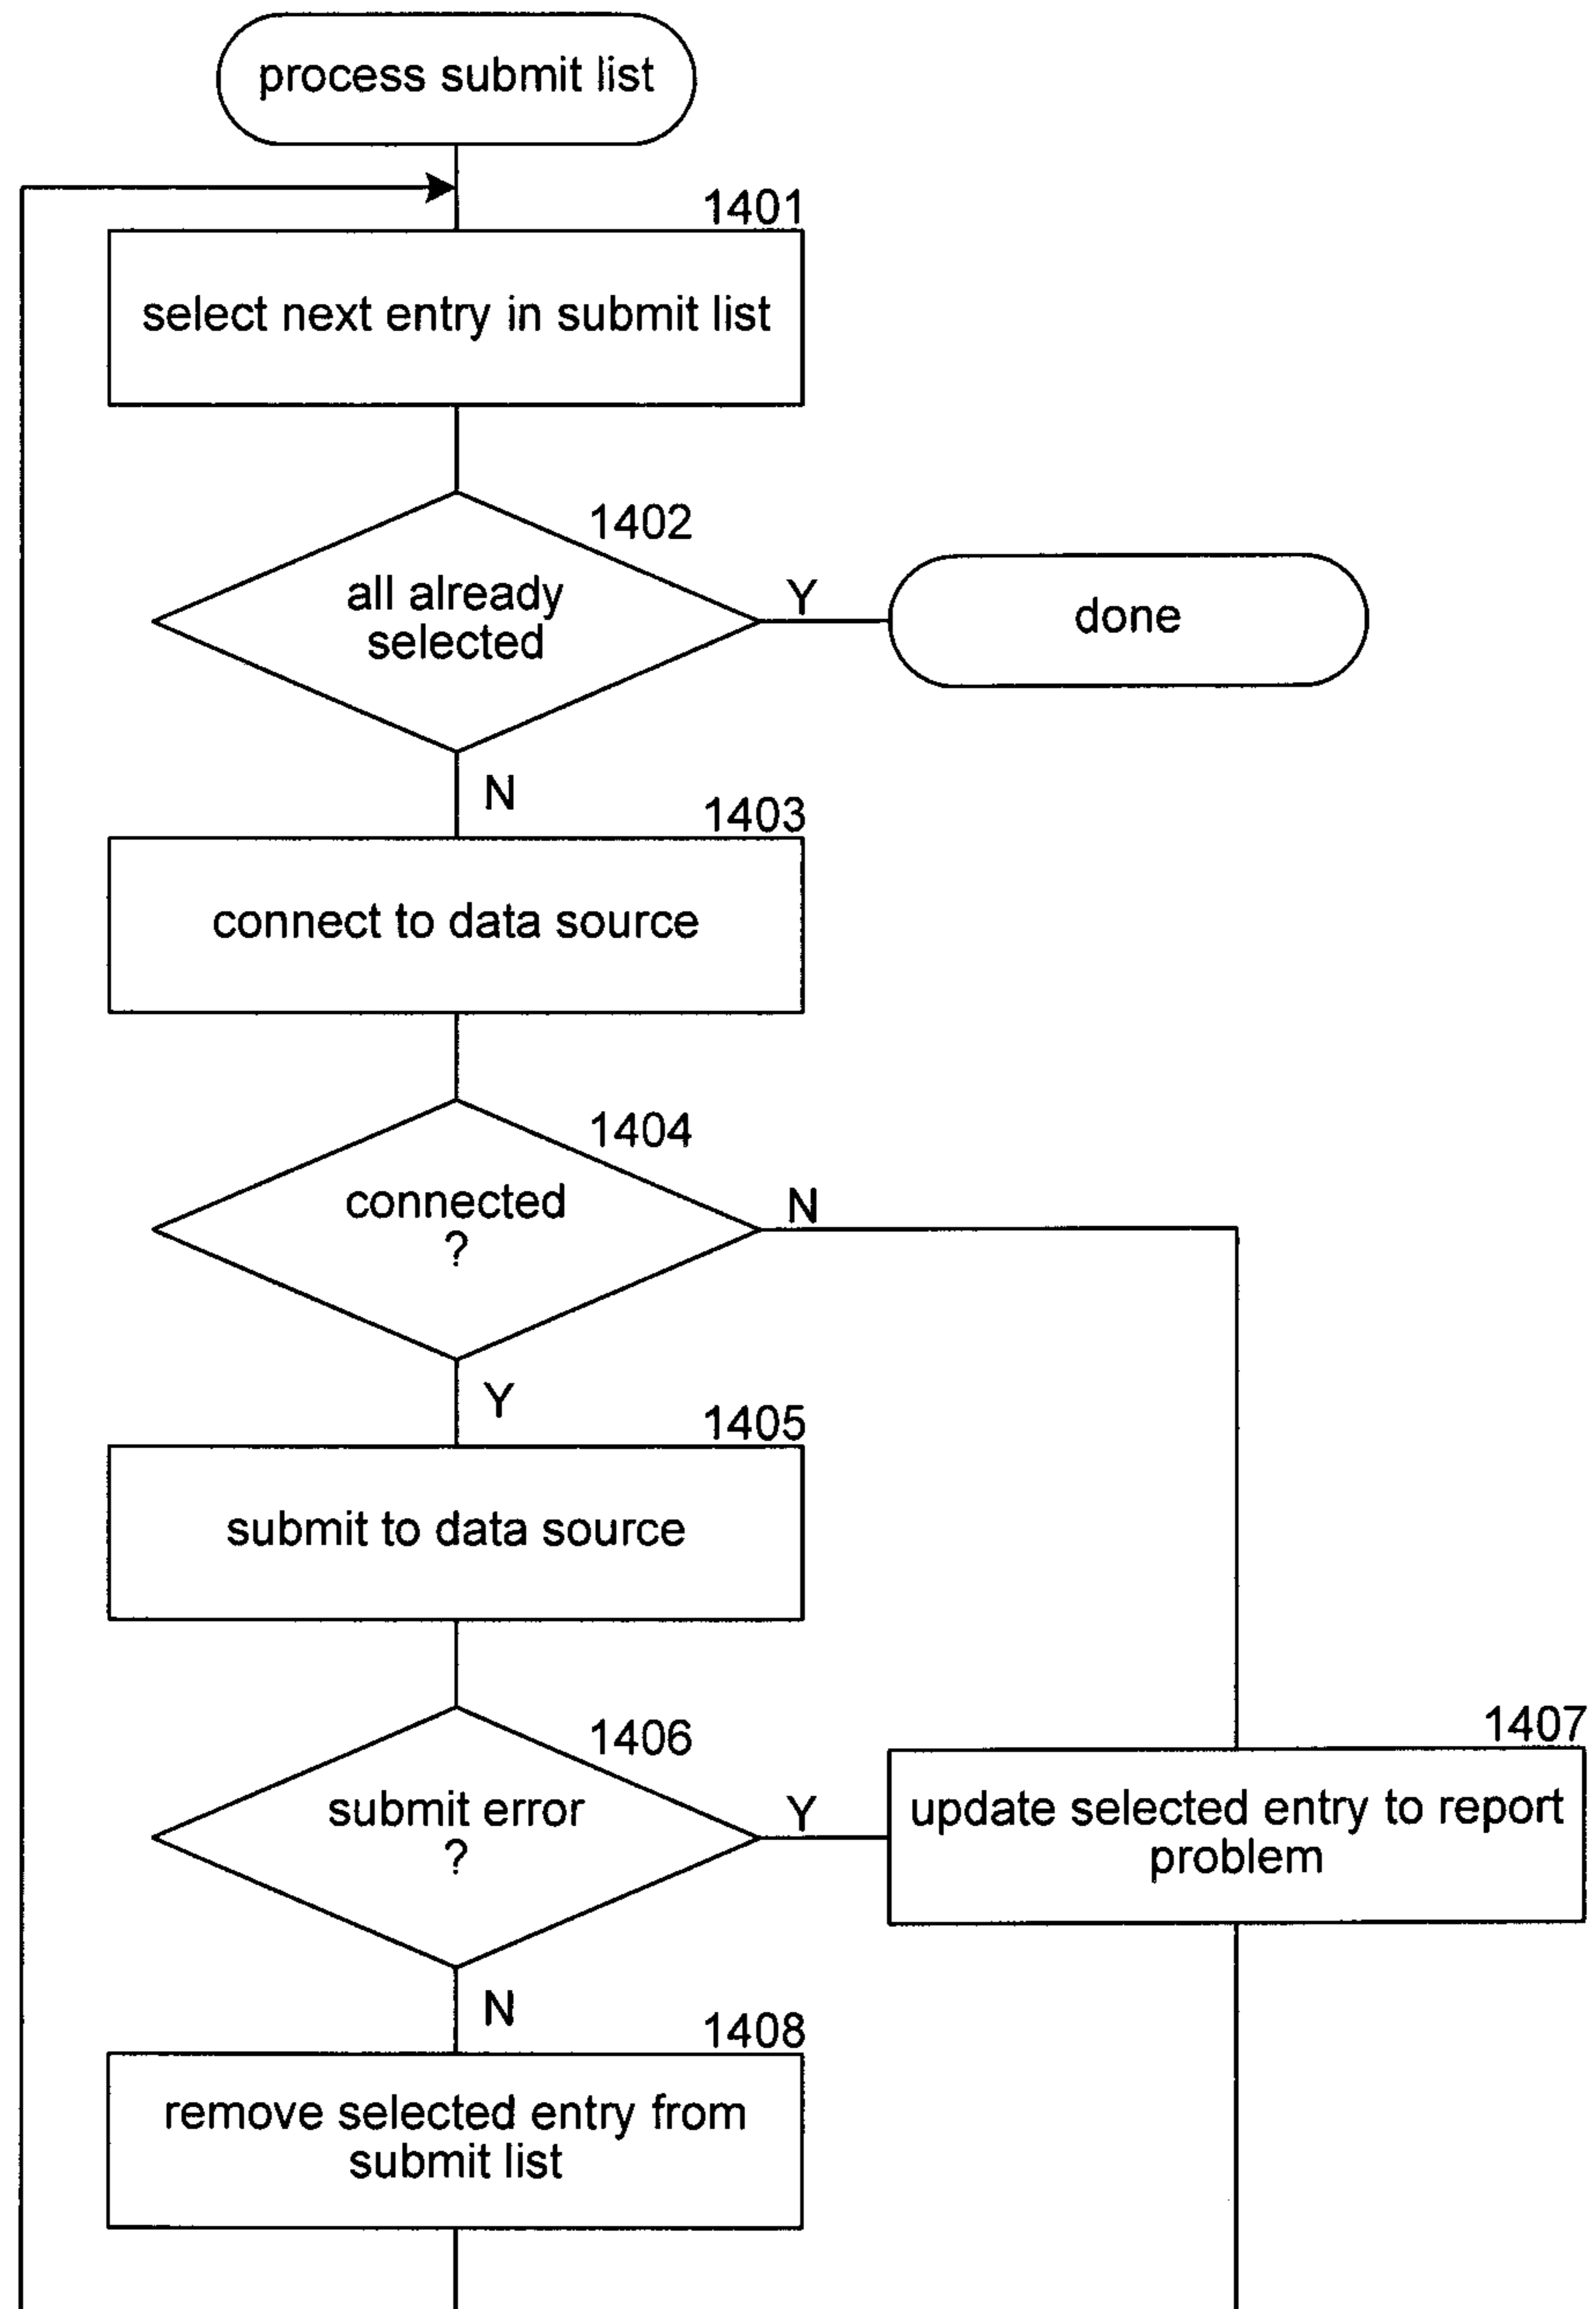 process submit list
1401
select next entry in submit list
1402
all already
selected
Y
done
N
1403
connect to data source
1404
connected
?
N
Y
1405
submit to data source
1406
submit error
?
Y
1407
update selected entry to report
problem
N
1408
remove selected entry from
submit list